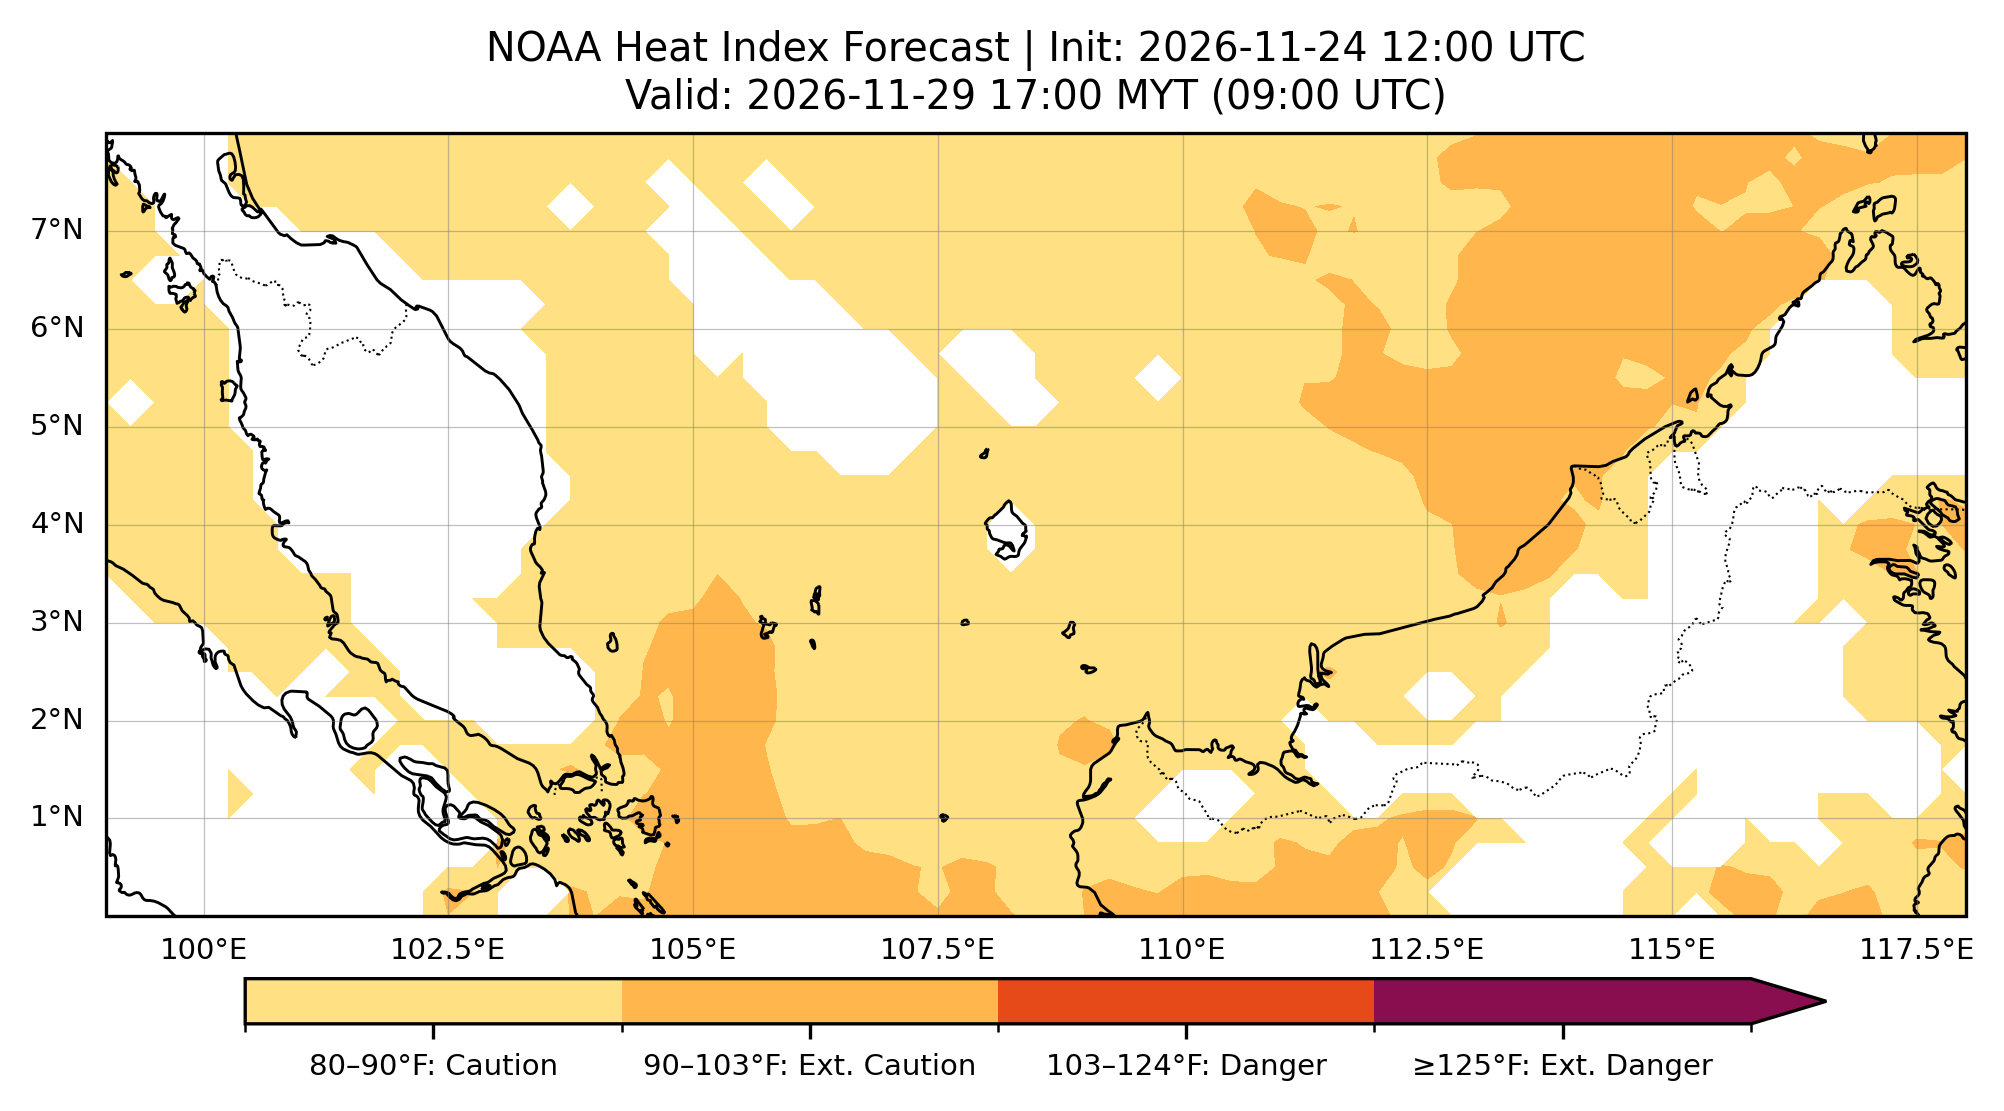 NOAA Heat Index Forecast | Init: 2026-11-24 12:00 UTC
Valid: 2026-11-29 17:00 MYT (09:00 UTC)
7°N
6°N
5°N
4°N
3°N
2°N
1°N
100°E
102.5°E
105°E
107.5°E
110°E
112.5°E
115°E
117.5°E
80–90°F: Caution
90–103°F: Ext. Caution
103–124°F: Danger
≥125°F: Ext. Danger